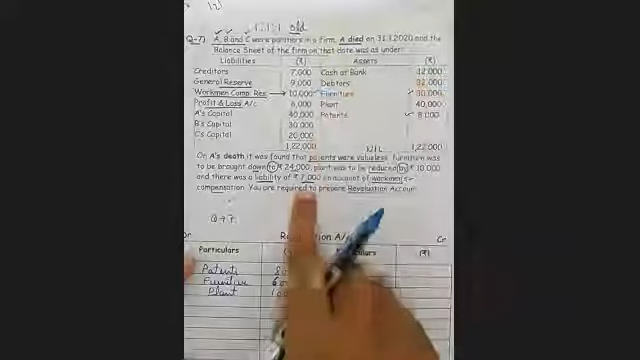 1:1:1 old
Q-7) A, B and C were partners in a firm. A died on 31.3.2020 and the
Balance Sheet of the firm on that date was as under:
Liabilities (₹) Assets (₹)
Creditors 7,000 Cash at Bank 12,000
General Reserve 9,000 Debtors 32,000
Workmen Comp. Res 10,000 Furniture 30,000
Profit & Loss A/c 6,000 Plant 40,000
A's Capital 40,000 Patents 8,000
B's Capital 30,000
C's Capital 20,000
1,22,000 1,22,000
On A's death it was found that patents were valueless furniture was
to be brought down to ₹ 24,000, plant was to be reduced by ₹ 10,000
and there was a liability of ₹ 7,000 on account of workmen's
compensation. You are required to prepare Revaluation Accoun
Q-7
Particulars (₹)
Patents
Furniture
Plant